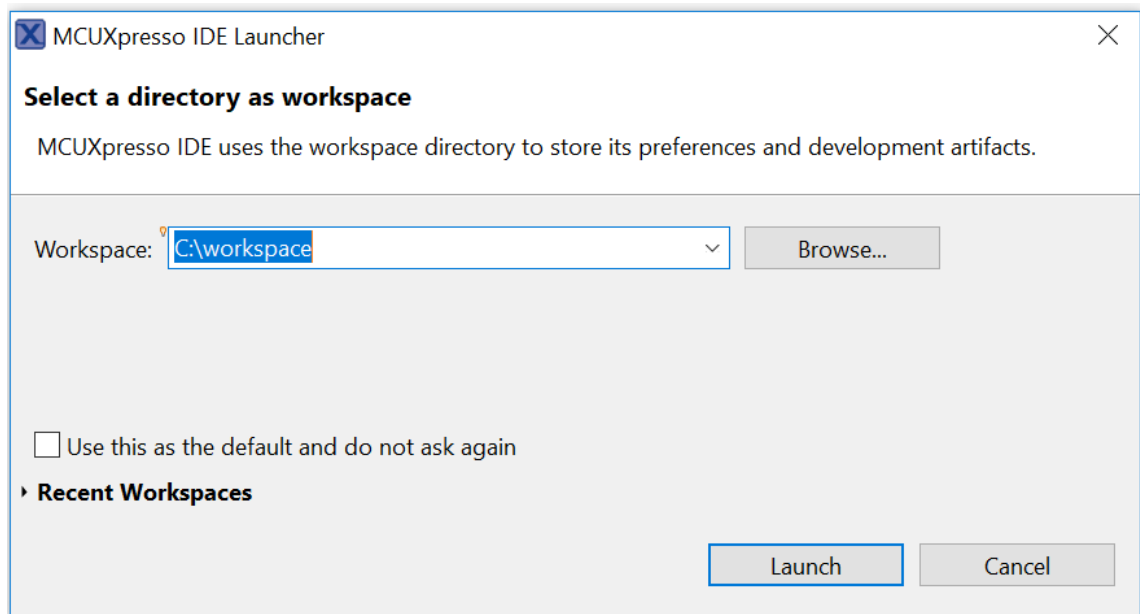 MCUXpresso IDE Launcher
Select a directory as workspace
MCUXpresso IDE uses the workspace directory to store its preferences and development artifacts.
Workspace: C:\workspace Browse...
Use this as the default and do not ask again
Recent Workspaces
Launch Cancel